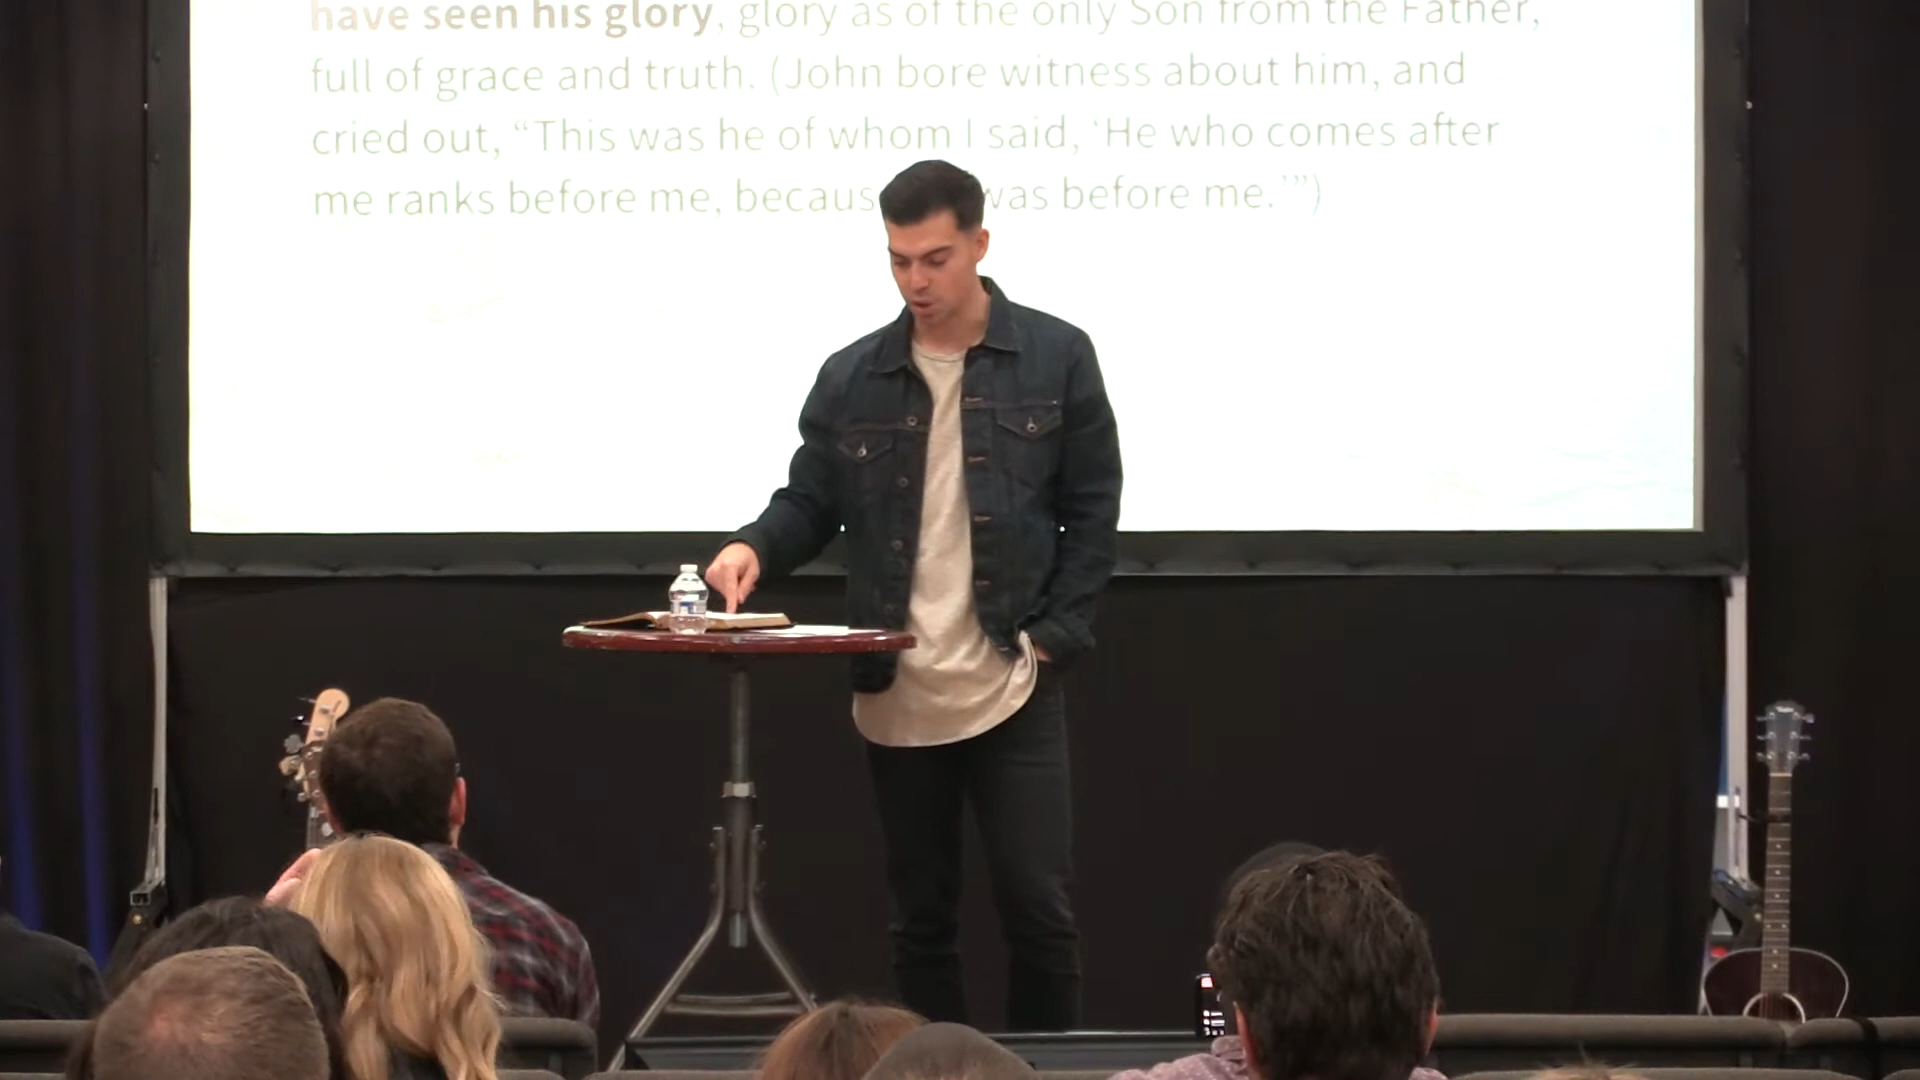 have seen his glory, glory as of the only Son from the Father,
full of grace and truth. (John bore witness about him, and
cried out, “This was he of whom I said, ‘He who comes after
me ranks before me, becaus was before me.’”)